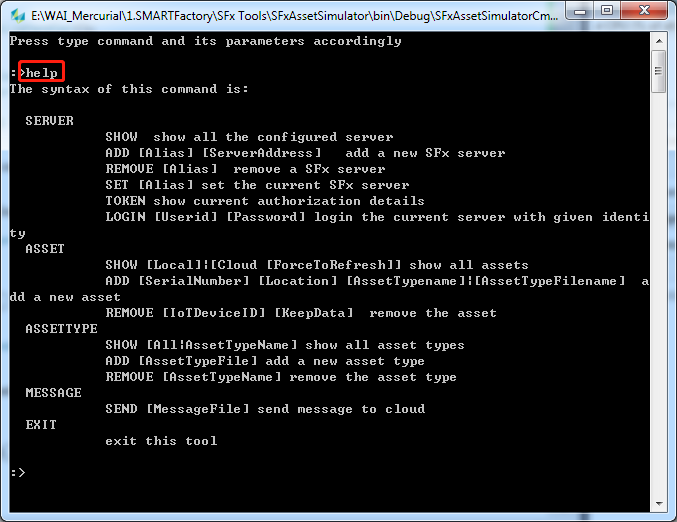 E:\WAI_Mercurial\1.SMARTFactory\SFx Tools\SFxAssetSimulator\bin\Debug\SFxAssetSimulatorCm...
Press type command and its parameters accordingly
:>help
The syntax of this command is:
SERVER
SHOW  show all the configured server
ADD [Alias] [ServerAddress]   add a new SFx server
REMOVE [Alias]  remove a SFx server
SET [Alias] set the current SFx server
TOKEN show current authorization details
LOGIN [Userid] [Password] login the current server with given identi
ty
ASSET
SHOW [Local]¦[Cloud [ForceToRefresh]] show all assets
ADD [SerialNumber] [Location] [AssetTypename]¦[AssetTypeFilename]  a
dd a new asset
REMOVE [IoTDeviceID] [KeepData]  remove the asset
ASSETTYPE
SHOW [All¦AssetTypeName] show all asset types
ADD [AssetTypeFile] add a new asset type
REMOVE [AssetTypeName] remove the asset type
MESSAGE
SEND [MessageFile] send message to cloud
EXIT
exit this tool
:>